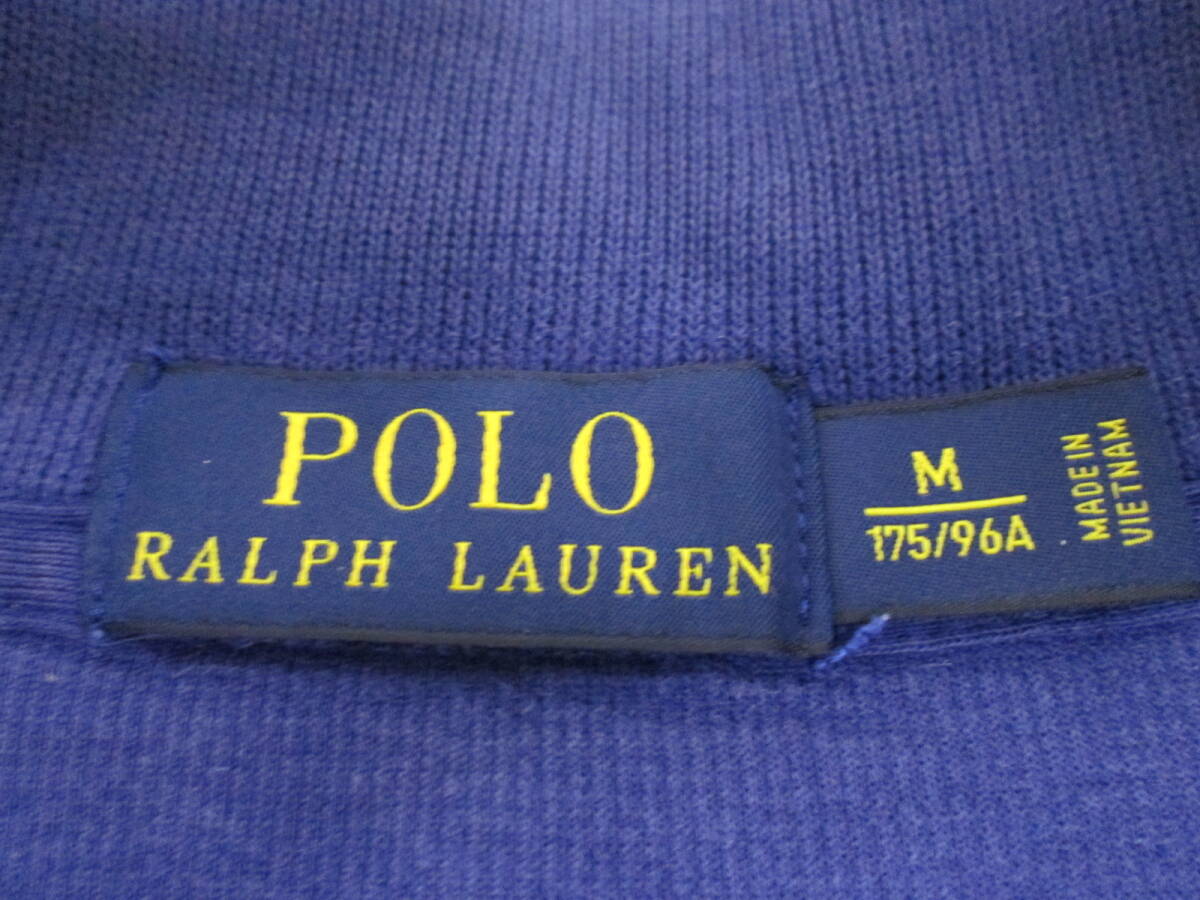 POLO
RALPH LAUREN
M
175/96A
MADE IN
VIETNAM